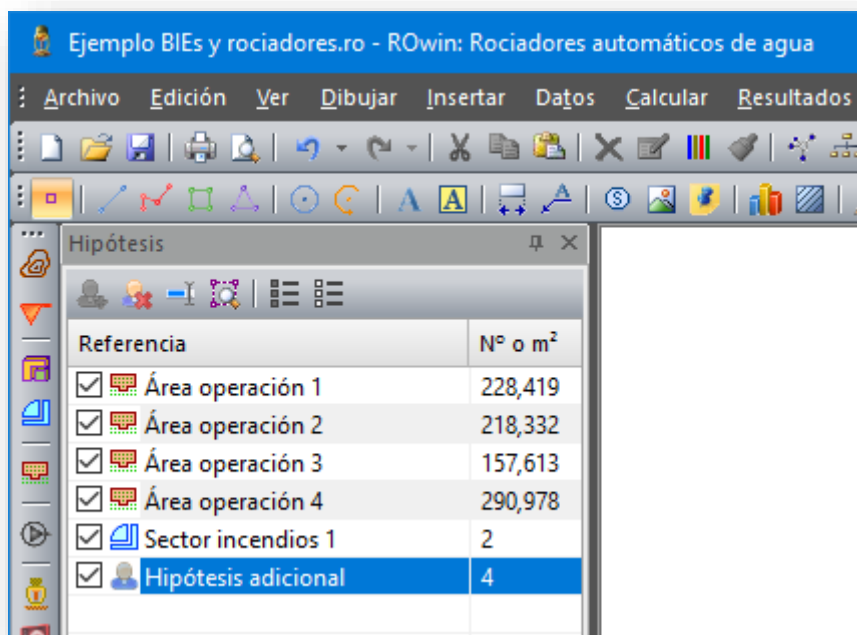 Ejemplo BIEs y rociadores.ro - ROwin: Rociadores automáticos de agua
Archivo Edición Ver Dibujar Insertar Datos Calcular Resultados
Hipótesis
Referencia Nº o m²
Área operación 1 228,419
Área operación 2 218,332
Área operación 3 157,613
Área operación 4 290,978
Sector incendios 1 2
Hipótesis adicional 4